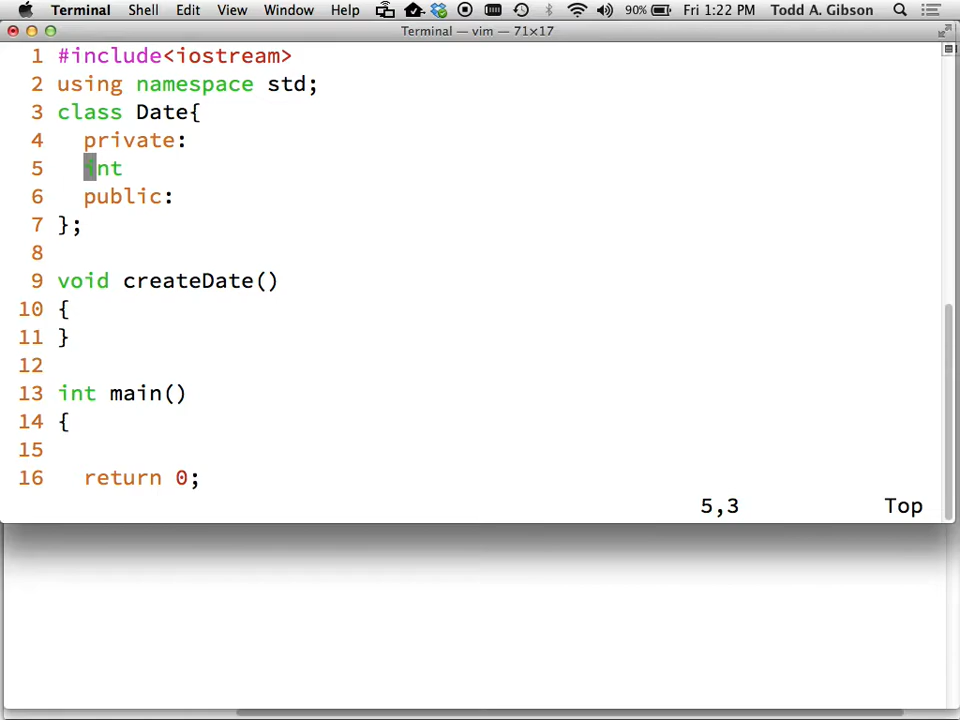 Terminal Shell Edit View Window Help 90% Fri 1:22 PM Todd A. Gibson
Terminal — vim — 71×17
1 #include<iostream>
2 using namespace std;
3 class Date{
4   private:
5   int
6   public:
7 };
8
9 void createDate()
10 {
11 }
12
13 int main()
14 {
15
16   return 0;
5,3 Top